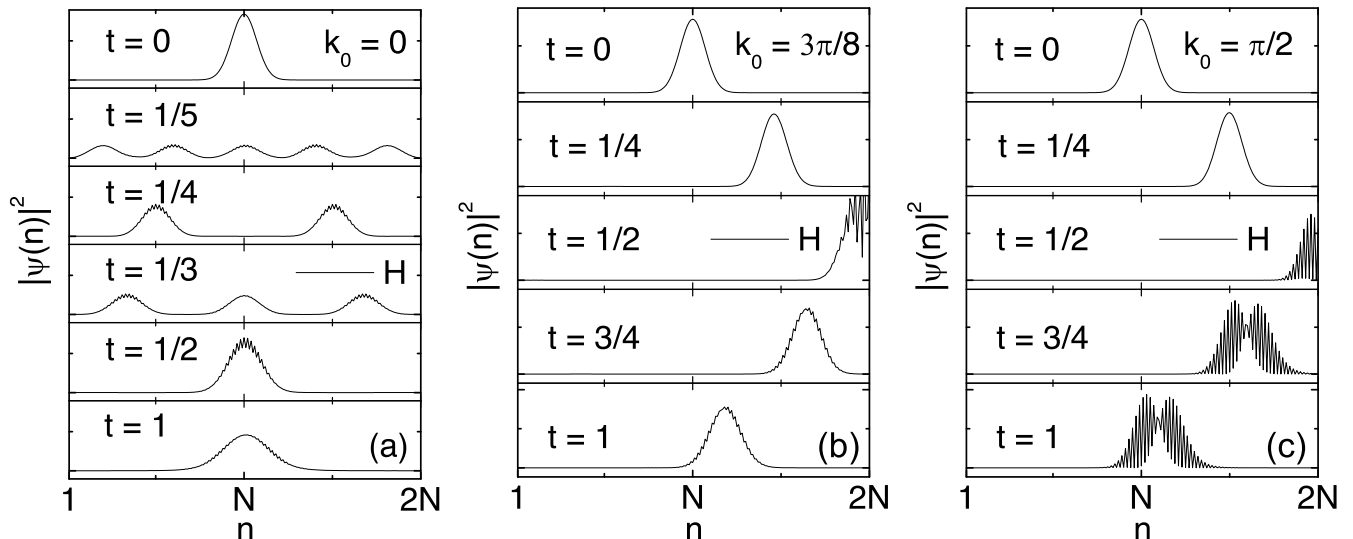 |ψ(n)|²
t = 0
k₀ = 0
t = 1/5
t = 1/4
t = 1/3
H
t = 1/2
t = 1
(a)
1
N
2N
n
|ψ(n)|²
t = 0
k₀ = 3π/8
t = 1/4
t = 1/2
H
t = 3/4
t = 1
(b)
1
N
2N
n
|ψ(n)|²
t = 0
k₀ = π/2
t = 1/4
t = 1/2
H
t = 3/4
t = 1
(c)
1
N
2N
n